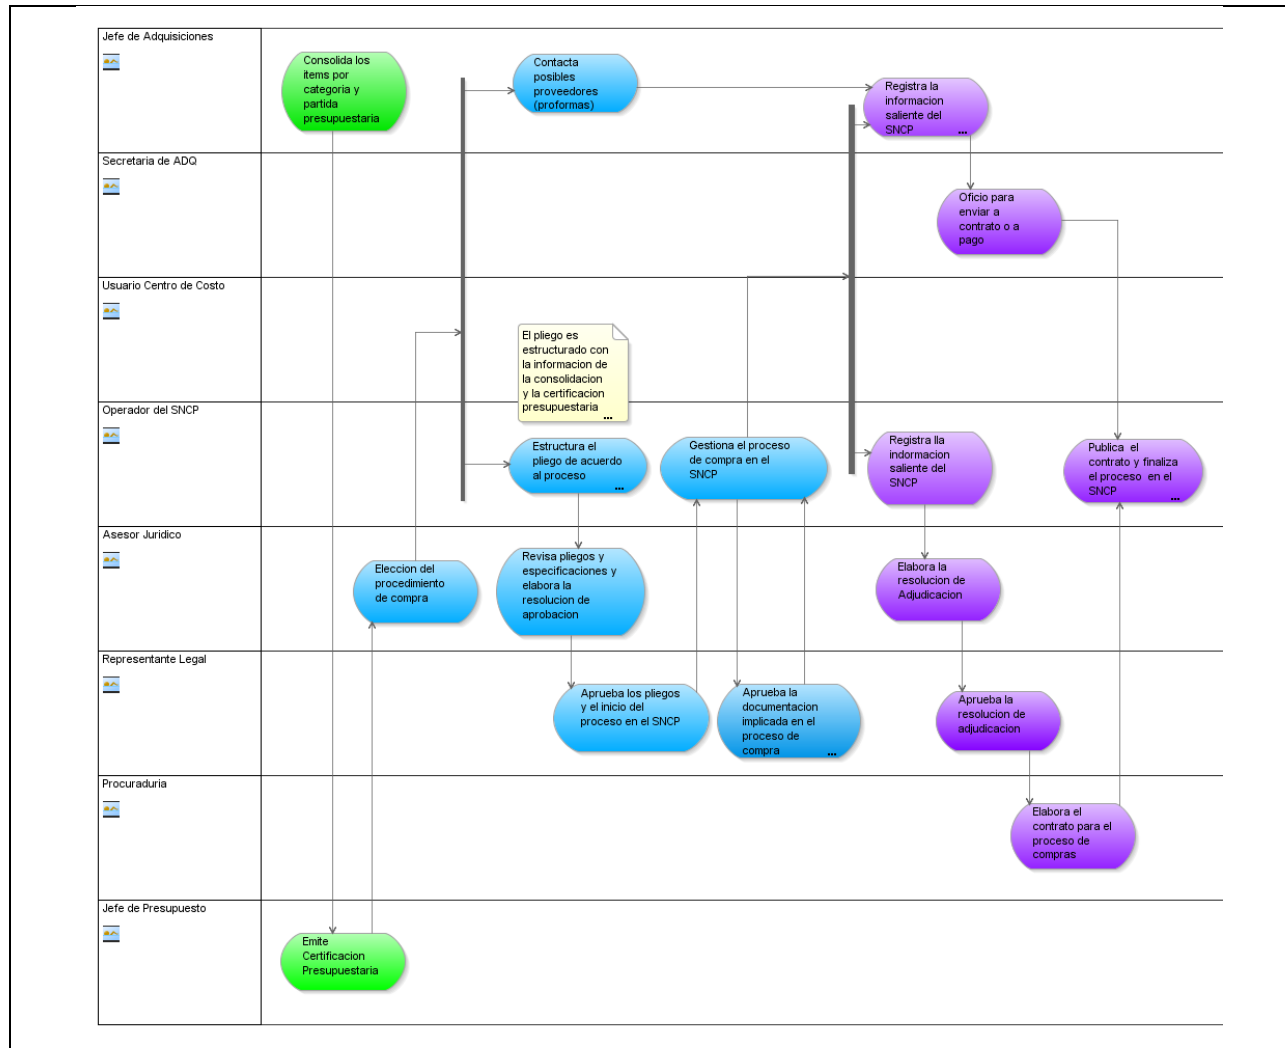 Jefe de Adquisiciones
Consolida los
items por
categoria y
partida
presupuestaria
Contacta
posibles
proveedores
(proformas)
Registra la
informacion
saliente del
SNCP
...
Secretaria de ADQ
Oficio para
enviar a
contrato o a
pago
Usuario Centro de Costo
El pliego es
estructurado con
la informacion de
la consolidacion
y la certificacion
presupuestaria
...
Operador del SNCP
Estructura el
pliego de acuerdo
al proceso
...
Gestiona el proceso
de compra en el
SNCP
Registra lla
indormacion
saliente del
SNCP
Publica el
contrato y finaliza
el proceso en el
SNCP
...
Asesor Juridico
Eleccion del
procedimiento
de compra
Revisa pliegos y
especificaciones y
elabora la
resolucion de
aprobacion
Elabora la
resolucion de
Adjudicacion
Representante Legal
Aprueba los pliegos
y el inicio del
proceso en el SNCP
Aprueba la
documentacion
implicada en el
proceso de
compra
...
Aprueba la
resolucion de
adjudicacion
Procuraduria
Elabora el
contrato para el
proceso de
compras
Jefe de Presupuesto
Emite
Certificacion
Presupuestaria